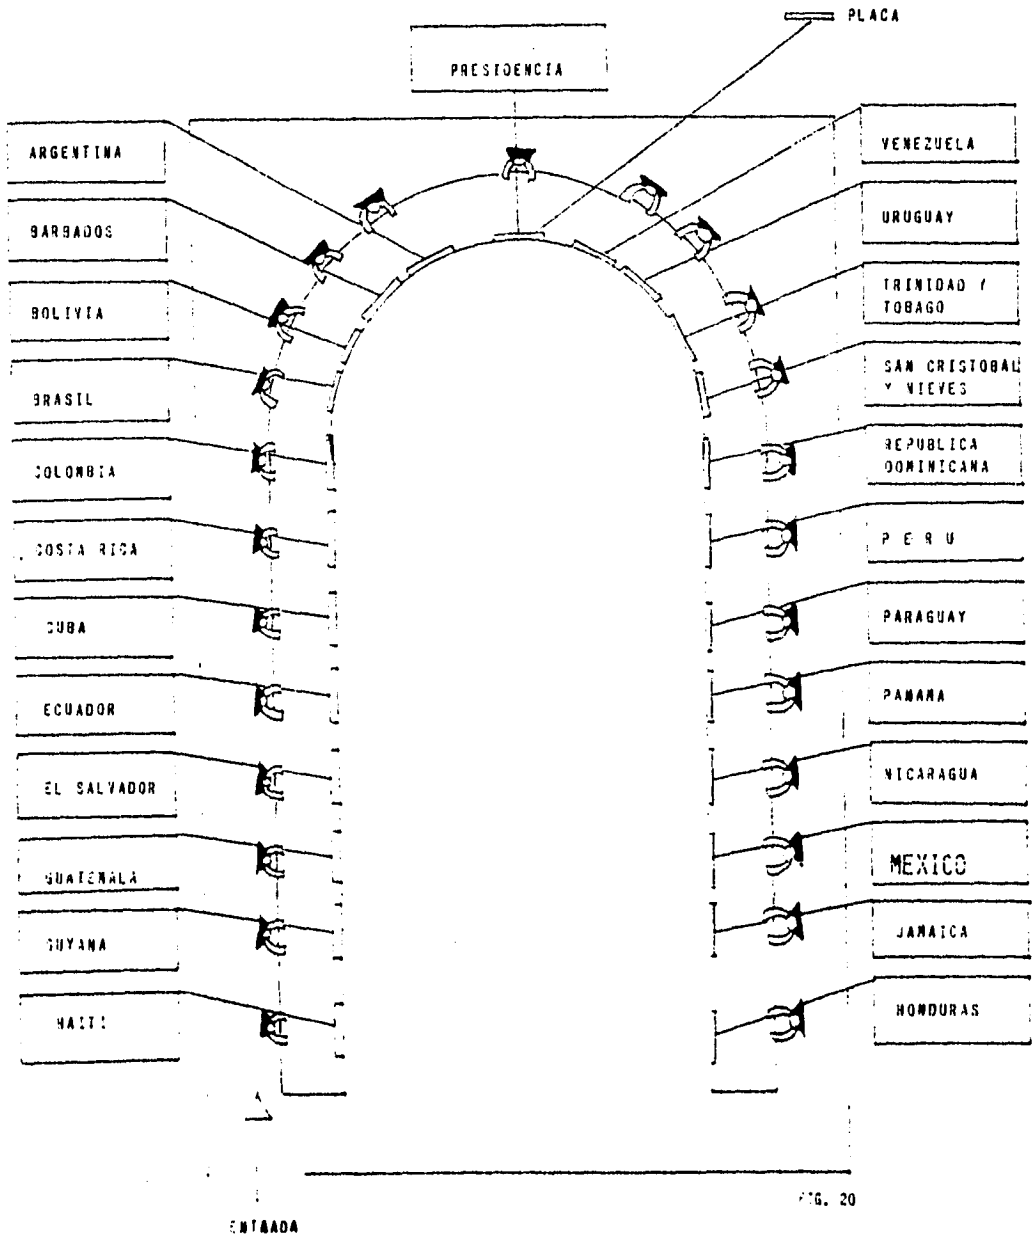 PLACA
PRESIDENCIA
ARGENTINA
BARBADOS
BOLIVIA
BRASIL
COLOMBIA
COSTA RICA
CUBA
ECUADOR
EL SALVADOR
GUATEMALA
GUYANA
HAITI
VENEZUELA
URUGUAY
TRINIDAD Y
TOBAGO
SAN CRISTOBAL
Y NIEVES
REPUBLICA
DOMINICANA
P E R U
PARAGUAY
PANAMA
NICARAGUA
MEXICO
JAMAICA
HONDURAS
ENTRADA
FIG. 20